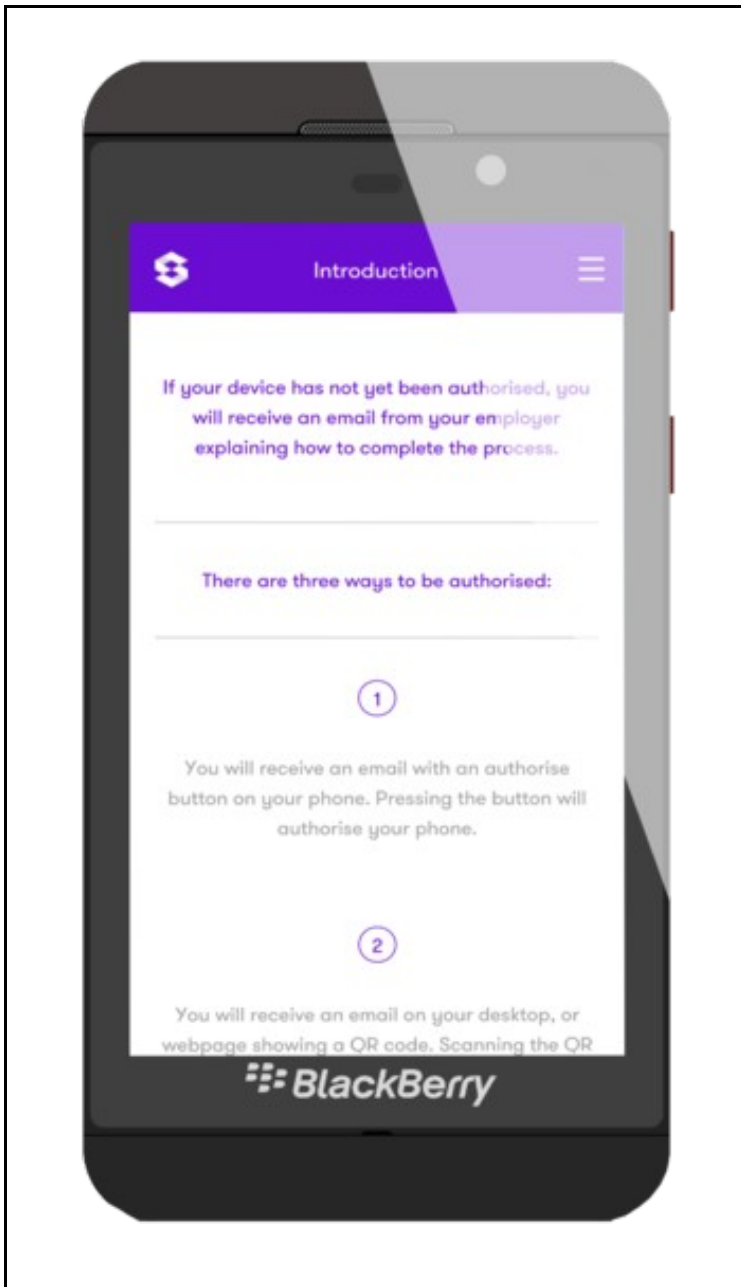 Introduction
If your device has not yet been authorised, you
will receive an email from your employer
explaining how to complete the process.
There are three ways to be authorised:
1
You will receive an email with an authorise
button on your phone. Pressing the button will
authorise your phone.
2
You will receive an email on your desktop, or
webpage showing a QR code. Scanning the QR
BlackBerry